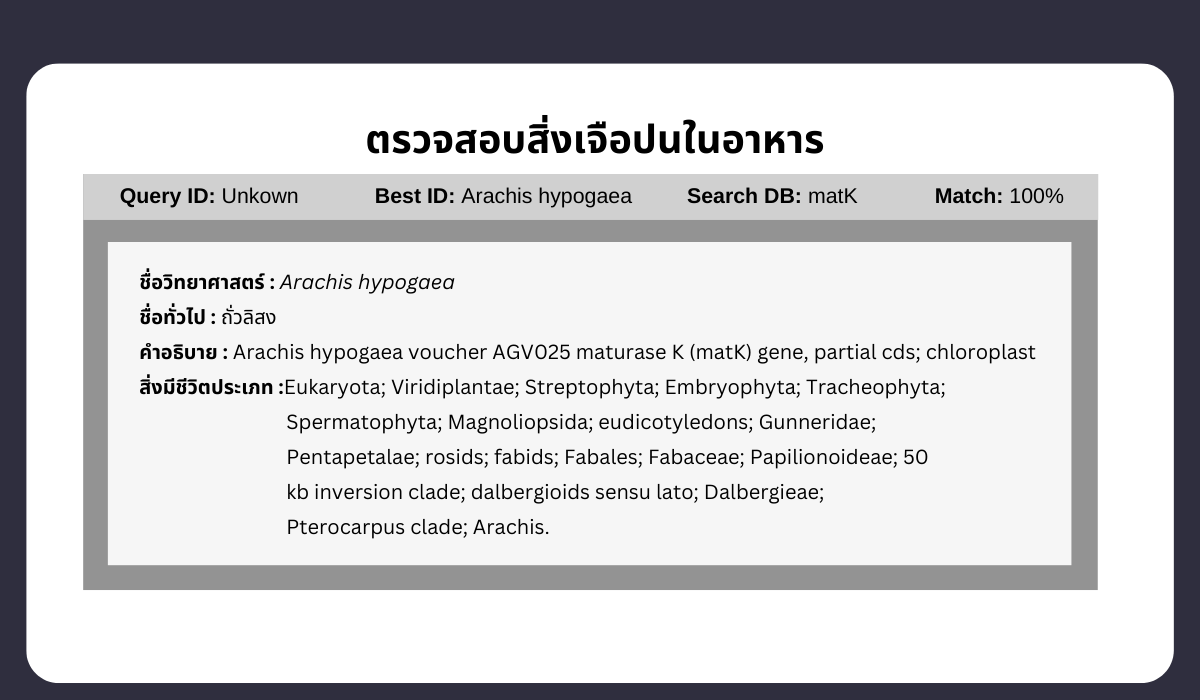 ตรวจสอบสิ่งเจือปนในอาหาร
Query ID: Unkown Best ID: Arachis hypogaea Search DB: matK Match: 100%
ชื่อวิทยาศาสตร์ : Arachis hypogaea
ชื่อทั่วไป : ถั่วลิสง
คำอธิบาย : Arachis hypogaea voucher AGV025 maturase K (matK) gene, partial cds; chloroplast
สิ่งมีชีวิตประเภท :Eukaryota; Viridiplantae; Streptophyta; Embryophyta; Tracheophyta;
Spermatophyta; Magnoliopsida; eudicotyledons; Gunneridae;
Pentapetalae; rosids; fabids; Fabales; Fabaceae; Papilionoideae; 50
kb inversion clade; dalbergioids sensu lato; Dalbergieae;
Pterocarpus clade; Arachis.